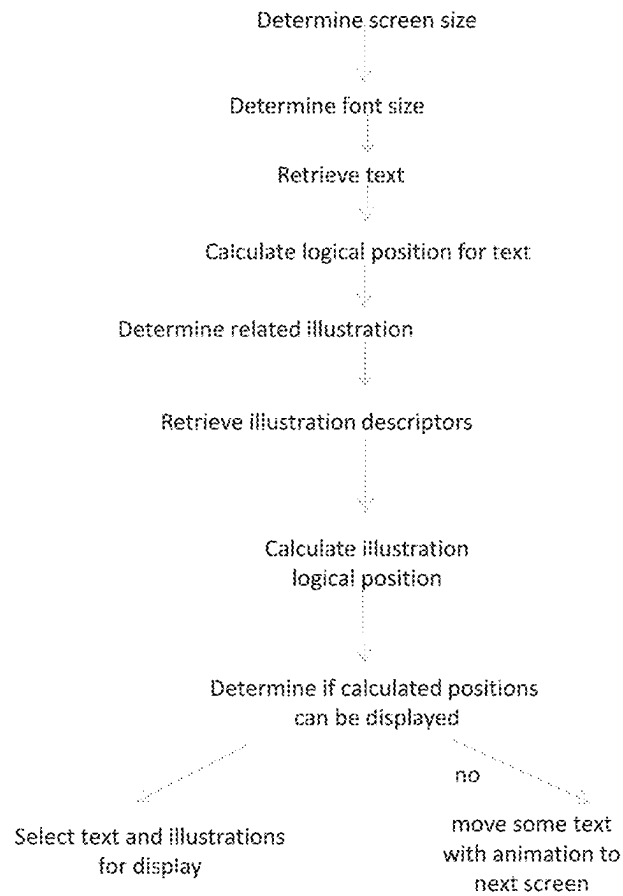 Determine screen size
Determine font size
Retrieve text
Calculate logical position for text
Determine related illustration
Retrieve illustration descriptors
Calculate illustration
logical position
Determine if calculated positions
can be displayed
no
Select text and illustrations
for display
move some text
with animation to
next screen